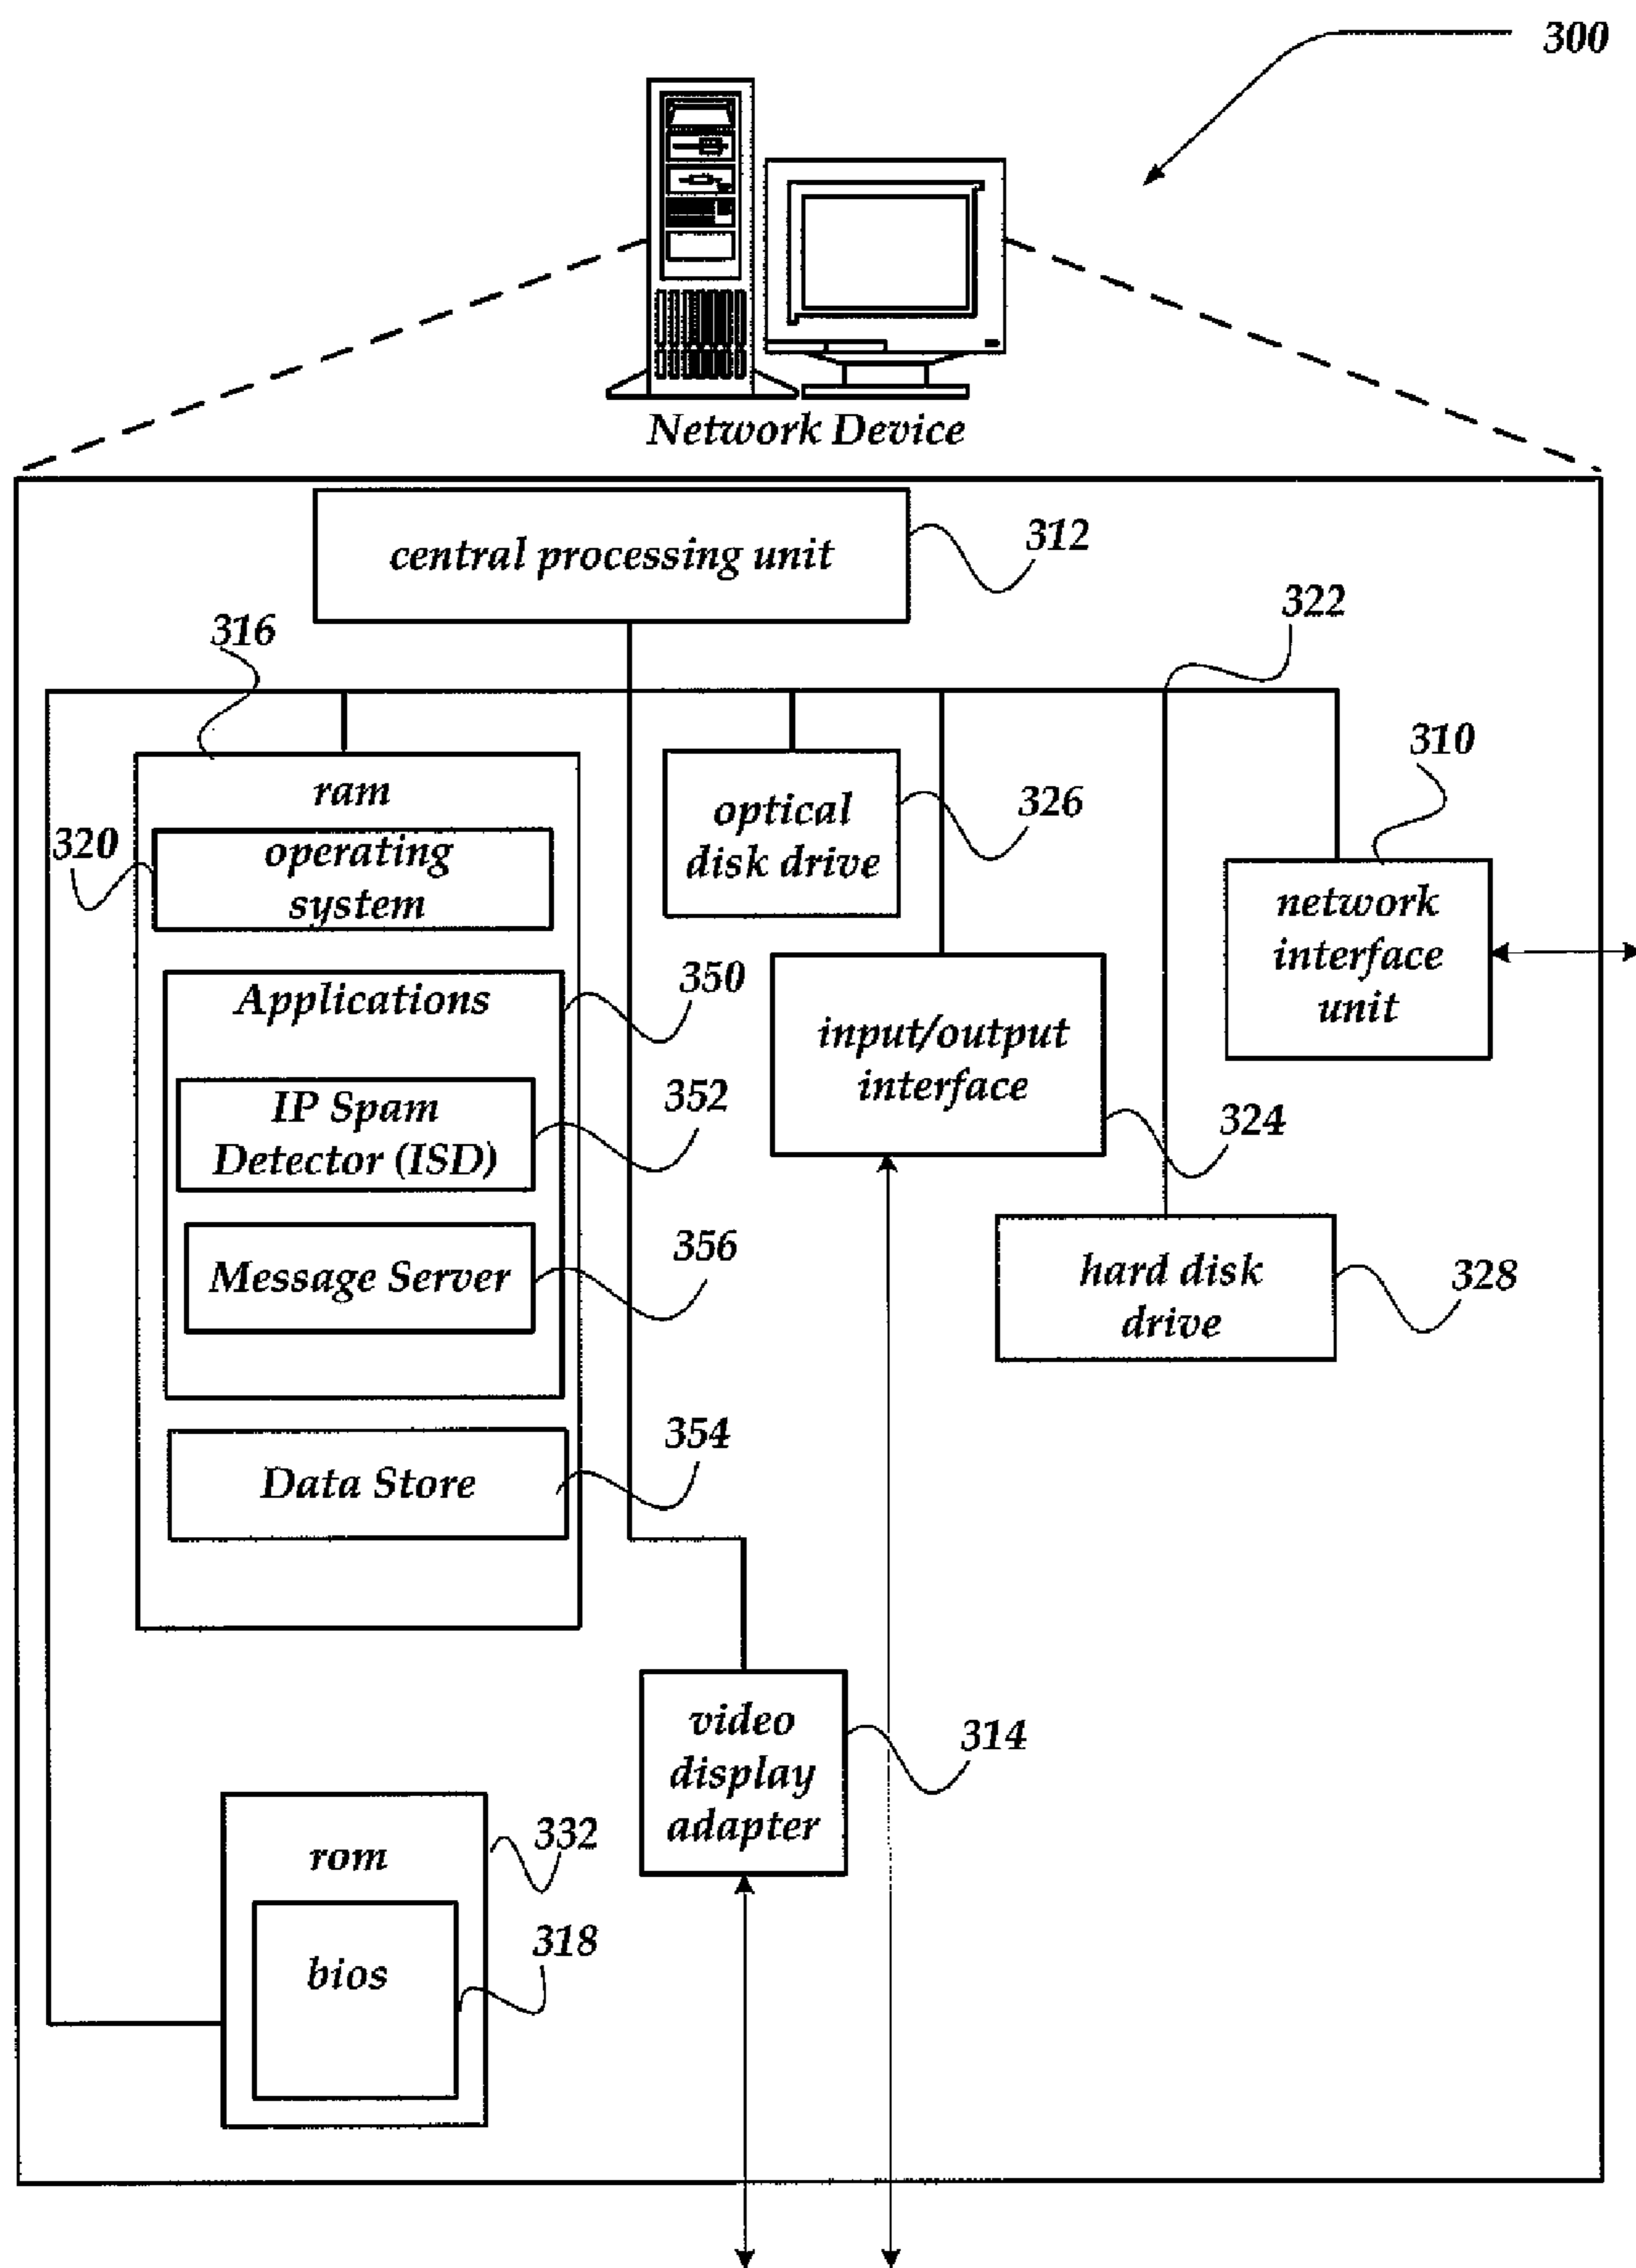 300
Network Device
central processing unit
312
322
316
310
ram
optical
disk drive
326
320
operating
system
network
interface
unit
Applications
350
input/output
interface
IP Spam
Detector (ISD)
352
324
Message Server
356
hard disk
drive
328
354
Data Store
video
display
adapter
314
rom
332
bios
318